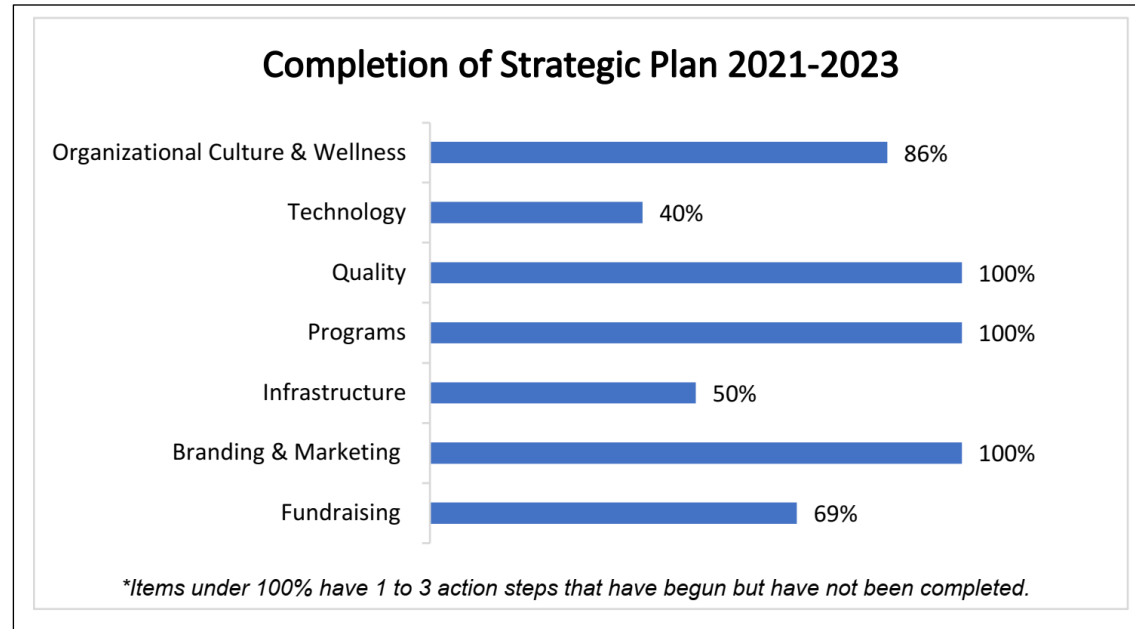 Completion of Strategic Plan 2021-2023
Organizational Culture & Wellness 86%
Technology 40%
Quality 100%
Programs 100%
Infrastructure 50%
Branding & Marketing 100%
Fundraising 69%
*Items under 100% have 1 to 3 action steps that have begun but have not been completed.